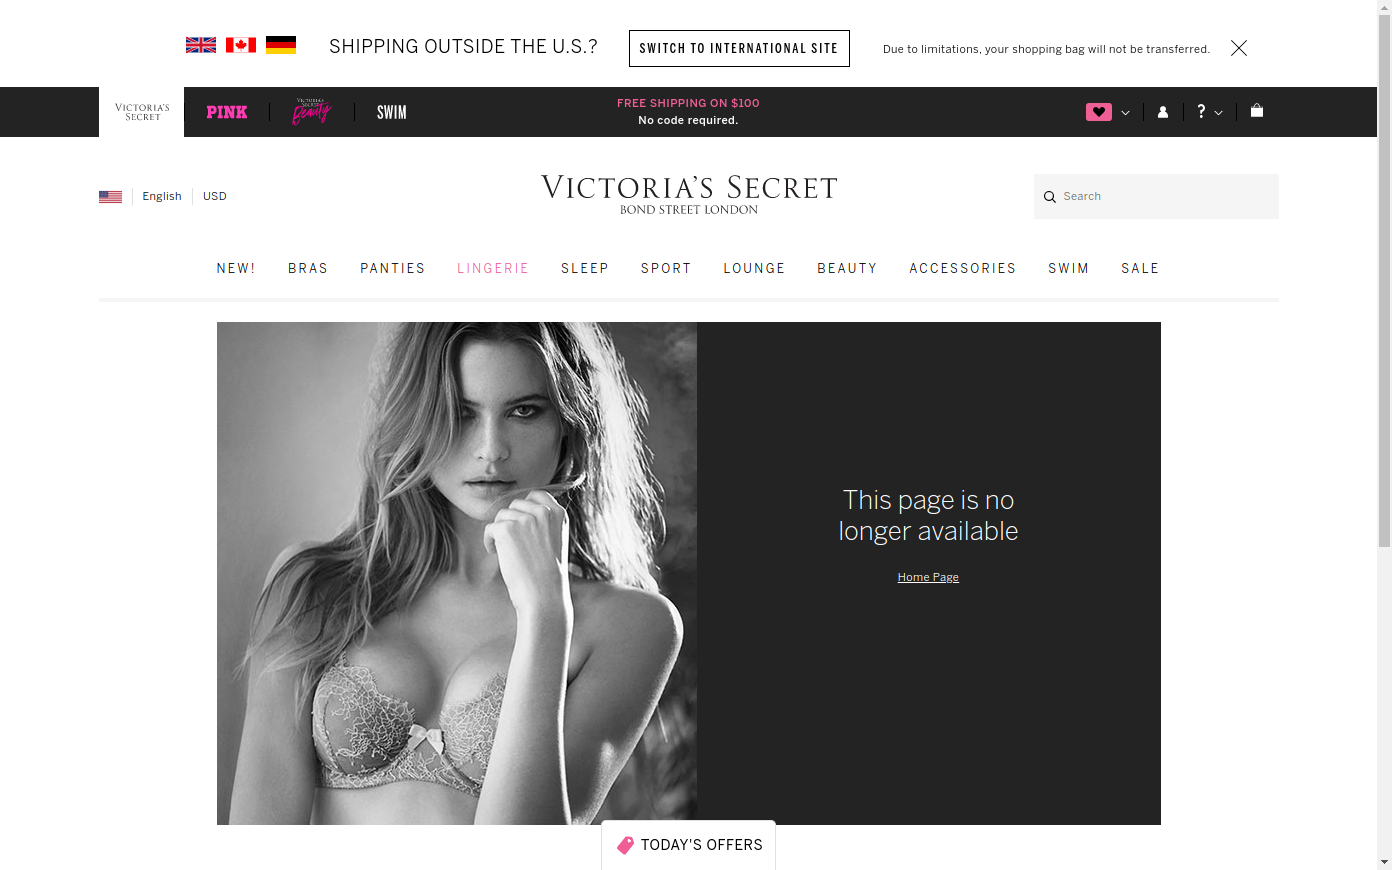 SHIPPING OUTSIDE THE U.S.?
SWITCH TO INTERNATIONAL SITE
Due to limitations, your shopping bag will not be transferred.
VICTORIA'S SECRET
PINK
VICTORIA'S SECRET Beauty
SWIM
FREE SHIPPING ON $100
No code required.
?
English
USD
VICTORIA'S SECRET
BOND STREET LONDON
Search
NEW! BRAS PANTIES LINGERIE SLEEP SPORT LOUNGE BEAUTY ACCESSORIES SWIM SALE
This page is no
longer available
Home Page
TODAY'S OFFERS